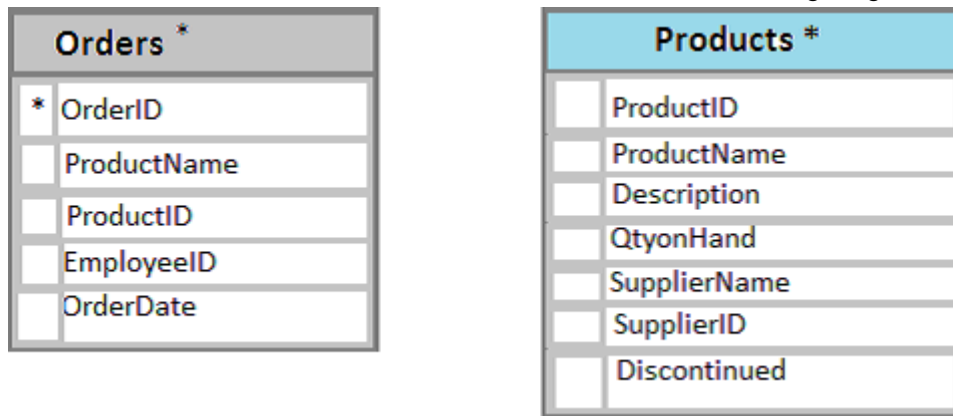 Orders *
* OrderID
ProductName
ProductID
EmployeeID
OrderDate
Products *
ProductID
ProductName
Description
QtyonHand
SupplierName
SupplierID
Discontinued